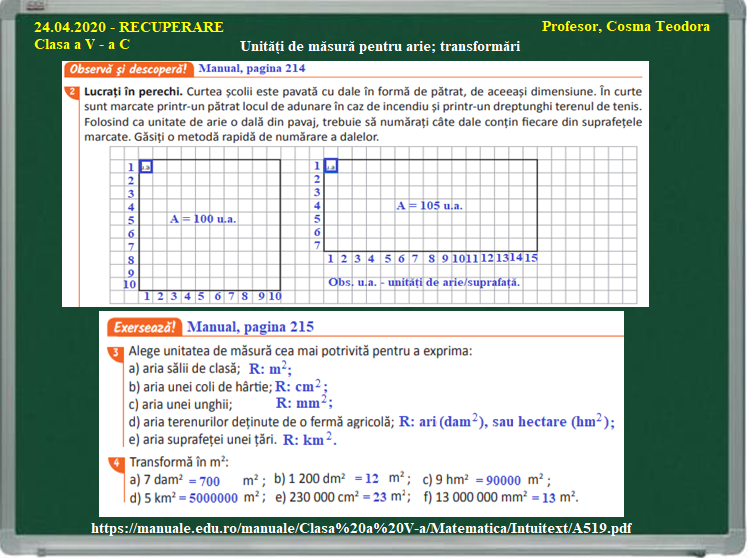 24.04.2020 - RECUPERARE
Profesor, Cosma Teodora
Clasa a V - a C
Unități de măsură pentru arie; transformări
Observă și descoperă! Manual, pagina 214
2 Lucrați în perechi. Curtea școlii este pavată cu dale în formă de pătrat, de aceeași dimensiune. În curte
sunt marcate printr-un pătrat locul de adunare în caz de incendiu și printr-un dreptunghi terenul de tenis.
Folosind ca unitate de arie o dală din pavaj, trebuie să numărați câte dale conțin fiecare din suprafețele
marcate. Găsiți o metodă rapidă de numărare a dalelor.
1
2
3
4
5
6
7
8
9
10
A = 100 u.a.
1 2 3 4 5 6 7 8 9 10
1
2
3
4
5
6
7
A = 105 u.a.
1 2 3 4 5 6 7 8 9 10 11 12 13 14 15
Obs. u.a. - unități de arie/suprafață.
Exersează! Manual, pagina 215
3 Alege unitatea de măsură cea mai potrivită pentru a exprima:
a) aria sălii de clasă; R: m²;
b) aria unei coli de hârtie; R: cm²;
c) aria unei unghii; R: mm²;
d) aria terenurilor deținute de o fermă agricolă; R: ari (dam²), sau hectare (hm²);
e) aria suprafeței unei țări. R: km².
4 Transformă în m²:
a) 7 dam² = 700 m²; b) 1 200 dm² = 12 m²; c) 9 hm² = 90000 m²;
d) 5 km² = 5000000 m²; e) 230 000 cm² = 23 m²; f) 13 000 000 mm² = 13 m².
https://manuale.edu.ro/manuale/Clasa%20a%20V-a/Matematica/Intuitext/A519.pdf